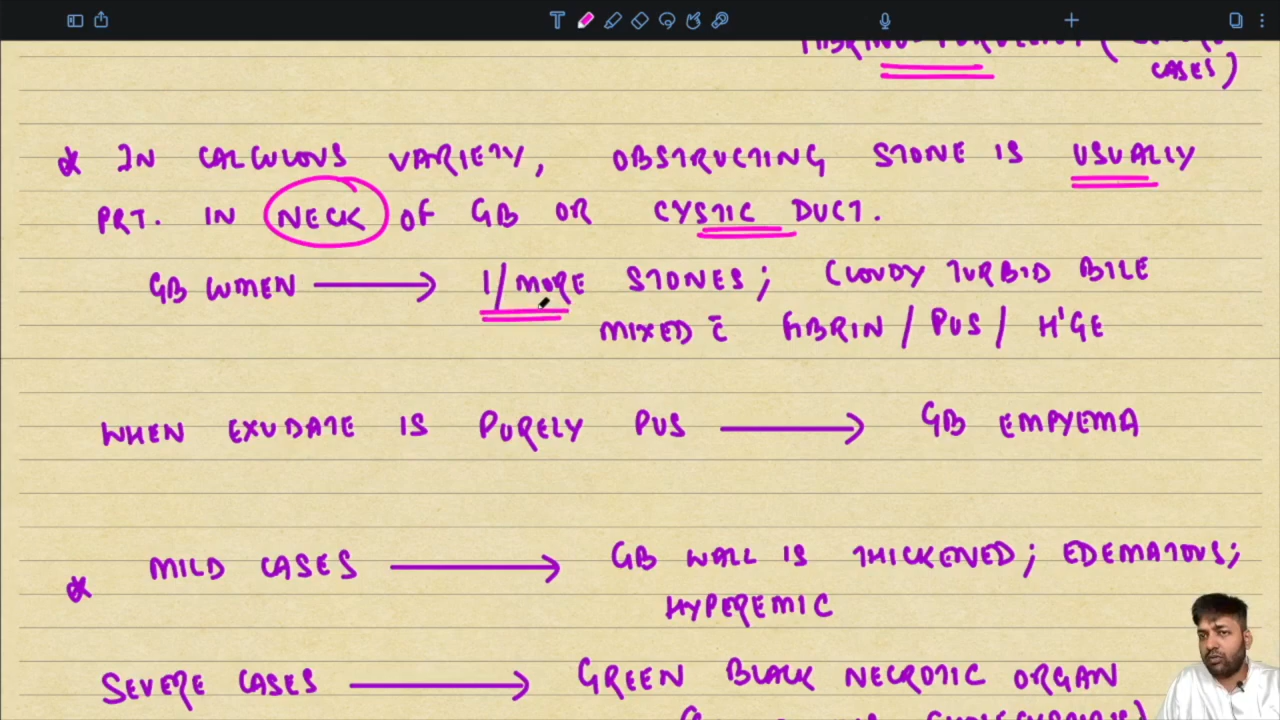 CASES)
* IN CALCULOUS VARIETY, OBSTRUCTING STONE IS USUALLY
PRT. IN NECK OF GB OR CYSTIC DUCT.
GB LUMEN → 1/MORE STONES; CLOUDY TURBID BILE
MIXED c̄ FIBRIN / PUS / H'GE
WHEN EXUDATE IS PURELY PUS → GB EMPYEMA
* MILD CASES → GB WALL IS THICKENED; EDEMATOUS;
HYPEREMIC
SEVERE CASES → GREEN BLACK NECROTIC ORGAN